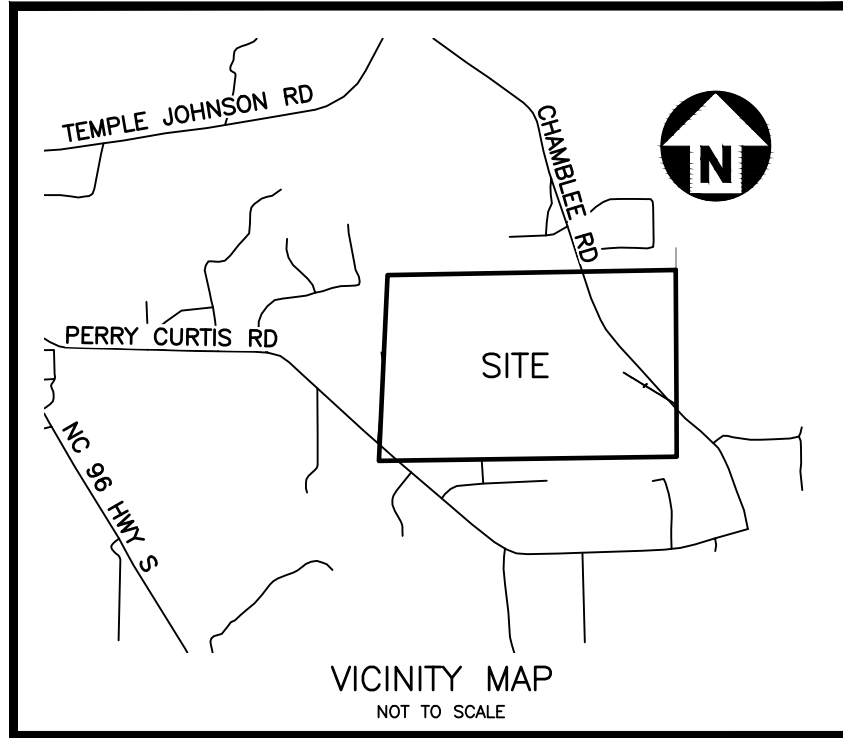 TEMPLE JOHNSON RD
CHAMBLEE RD
N
PERRY CURTIS RD
SITE
NC 96 HWY S
VICINITY MAP
NOT TO SCALE